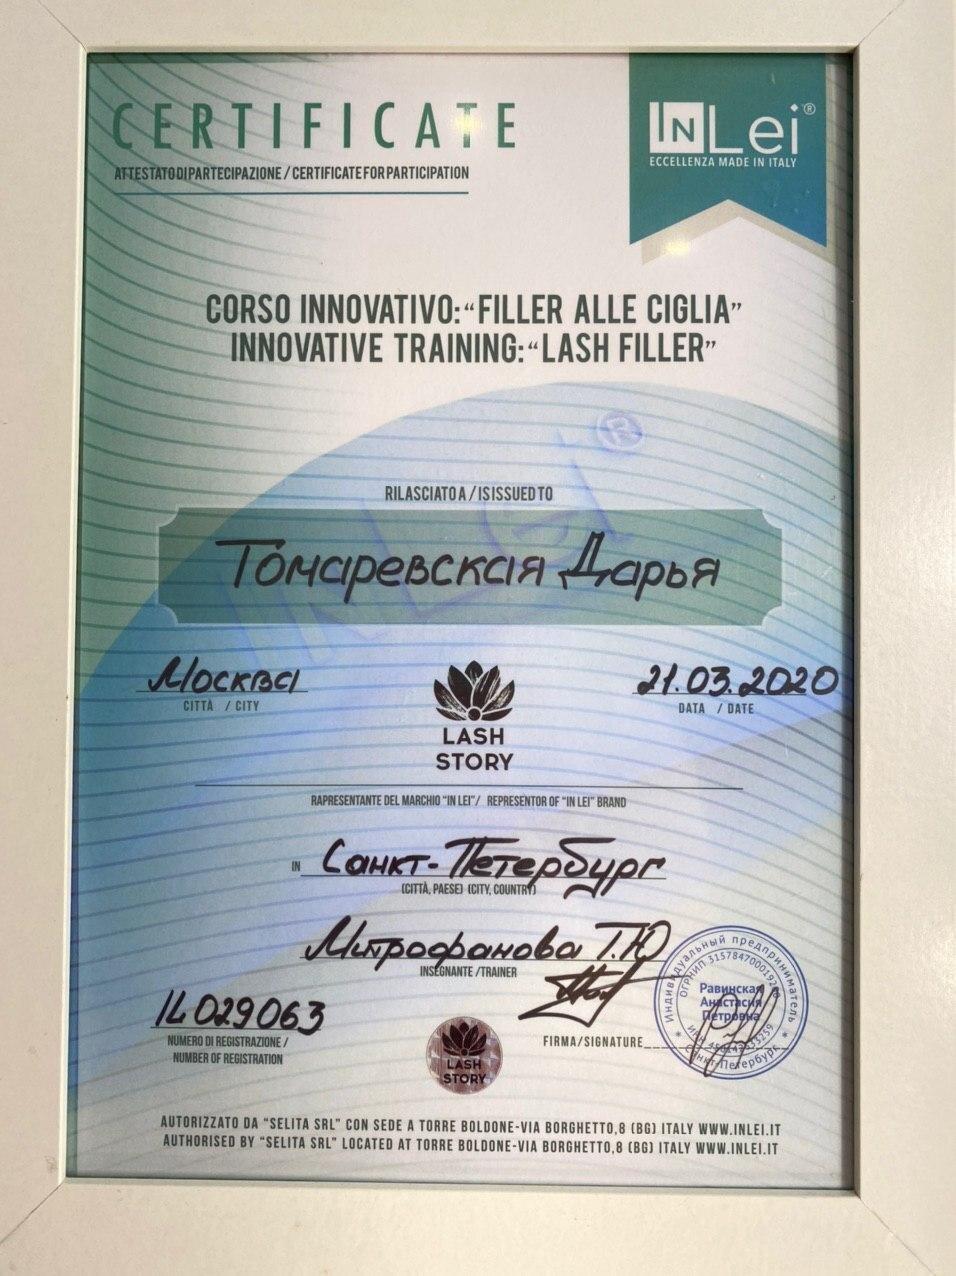 CERTIFICATE
ATTESTATO DI PARTECIPAZIONE / CERTIFICATE FOR PARTICIPATION
INLei®
ECCELLENZA MADE IN ITALY
CORSO INNOVATIVO: “FILLER ALLE CIGLIA”
INNOVATIVE TRAINING: “LASH FILLER”
INLei®
RILASCIATO A / IS ISSUED TO
Томаревская Дарья
Москва
CITTÀ / CITY
21.03.2020
DATA / DATE
LASH
STORY
RAPRESENTANTE DEL MARCHIO “IN LEI” / REPRESENTOR OF “IN LEI” BRAND
IN Санкт-Петербург
(CITTÀ, PAESE) (CITY, COUNTRY)
Митрофанова Т.Ю
INSEGNANTE / TRAINER
IL029063
NUMERO DI REGISTRAZIONE /
NUMBER OF REGISTRATION
LASH
STORY
FIRMA/SIGNATURE
Индивидуальный предприниматель
ОГРНИП
Равинская
Анастасия
Петровна
ИНН
Санкт-Петербург
AUTORIZZATO DA “SELITA SRL” CON SEDE A TORRE BOLDONE-VIA BORGHETTO,8 (BG) ITALY WWW.INLEI.IT
AUTHORISED BY “SELITA SRL” LOCATED AT TORRE BOLDONE-VIA BORGHETTO,8 (BG) ITALY WWW.INLEI.IT